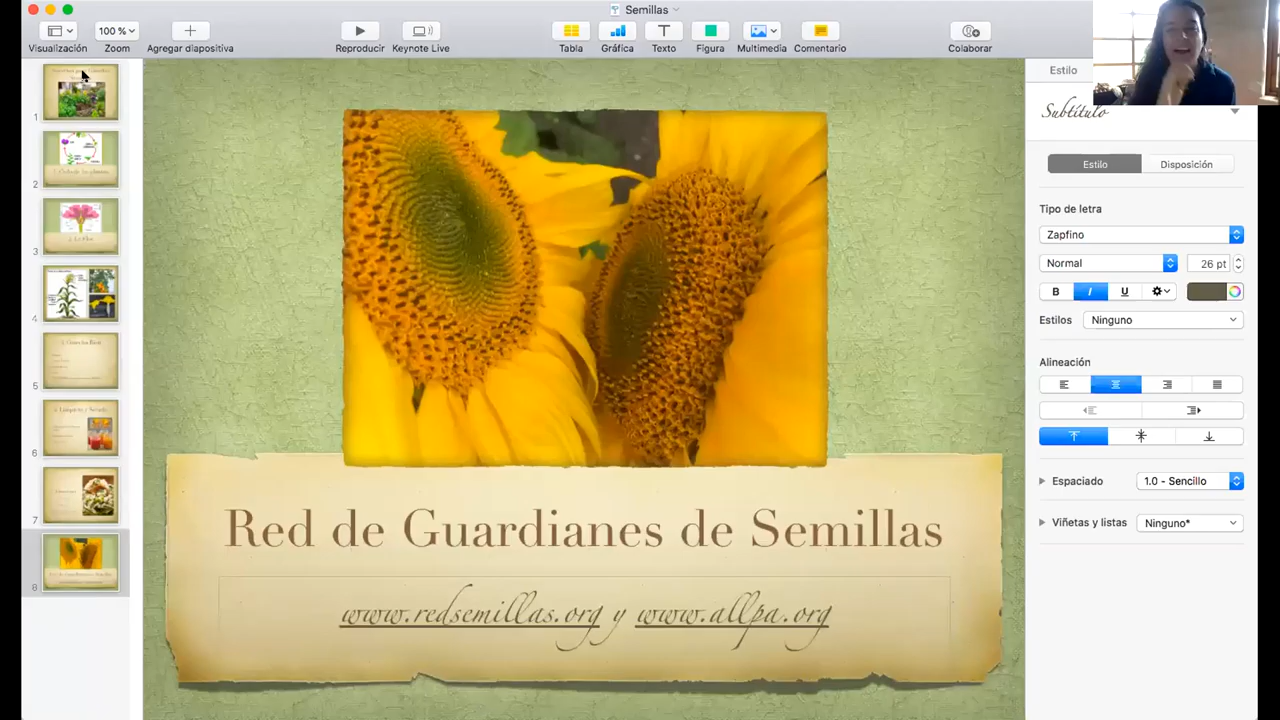 Semillas
100 %
Visualización
Zoom
Agregar diapositiva
Reproducir
Keynote Live
Tabla
Gráfica
Texto
Figura
Multimedia
Comentario
Colaborar
Estilo
Subtítulo
Estilo
Disposición
Tipo de letra
Zapfino
Normal
26 pt
B
I
U
Estilos
Ninguno
Alineación
Espaciado
1.0 - Sencillo
Viñetas y listas
Ninguno*
1
2
3
4
5
6
7
8
Red de Guardianes de Semillas
www.redsemillas.org y www.allpa.org